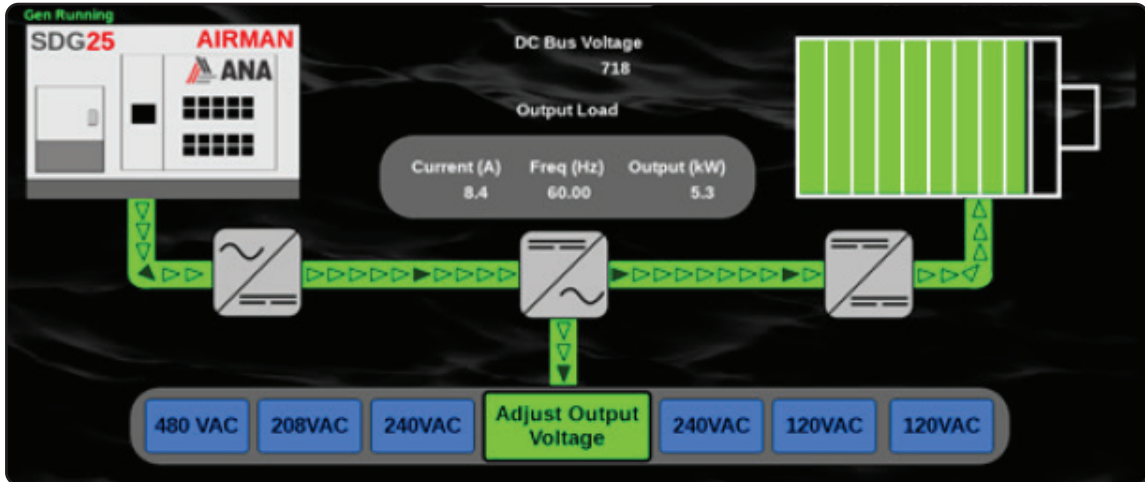 Gen Running
SDG25 AIRMAN
ANA
DC Bus Voltage
718
Output Load
Current (A) Freq (Hz) Output (kW)
8.4 60.00 5.3
480 VAC 208VAC 240VAC Adjust Output Voltage 240VAC 120VAC 120VAC